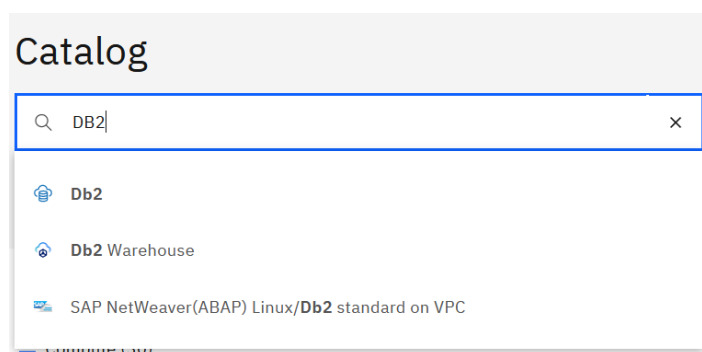 Catalog
DB2
Db2
Db2 Warehouse
SAP NetWeaver(ABAP) Linux/Db2 standard on VPC